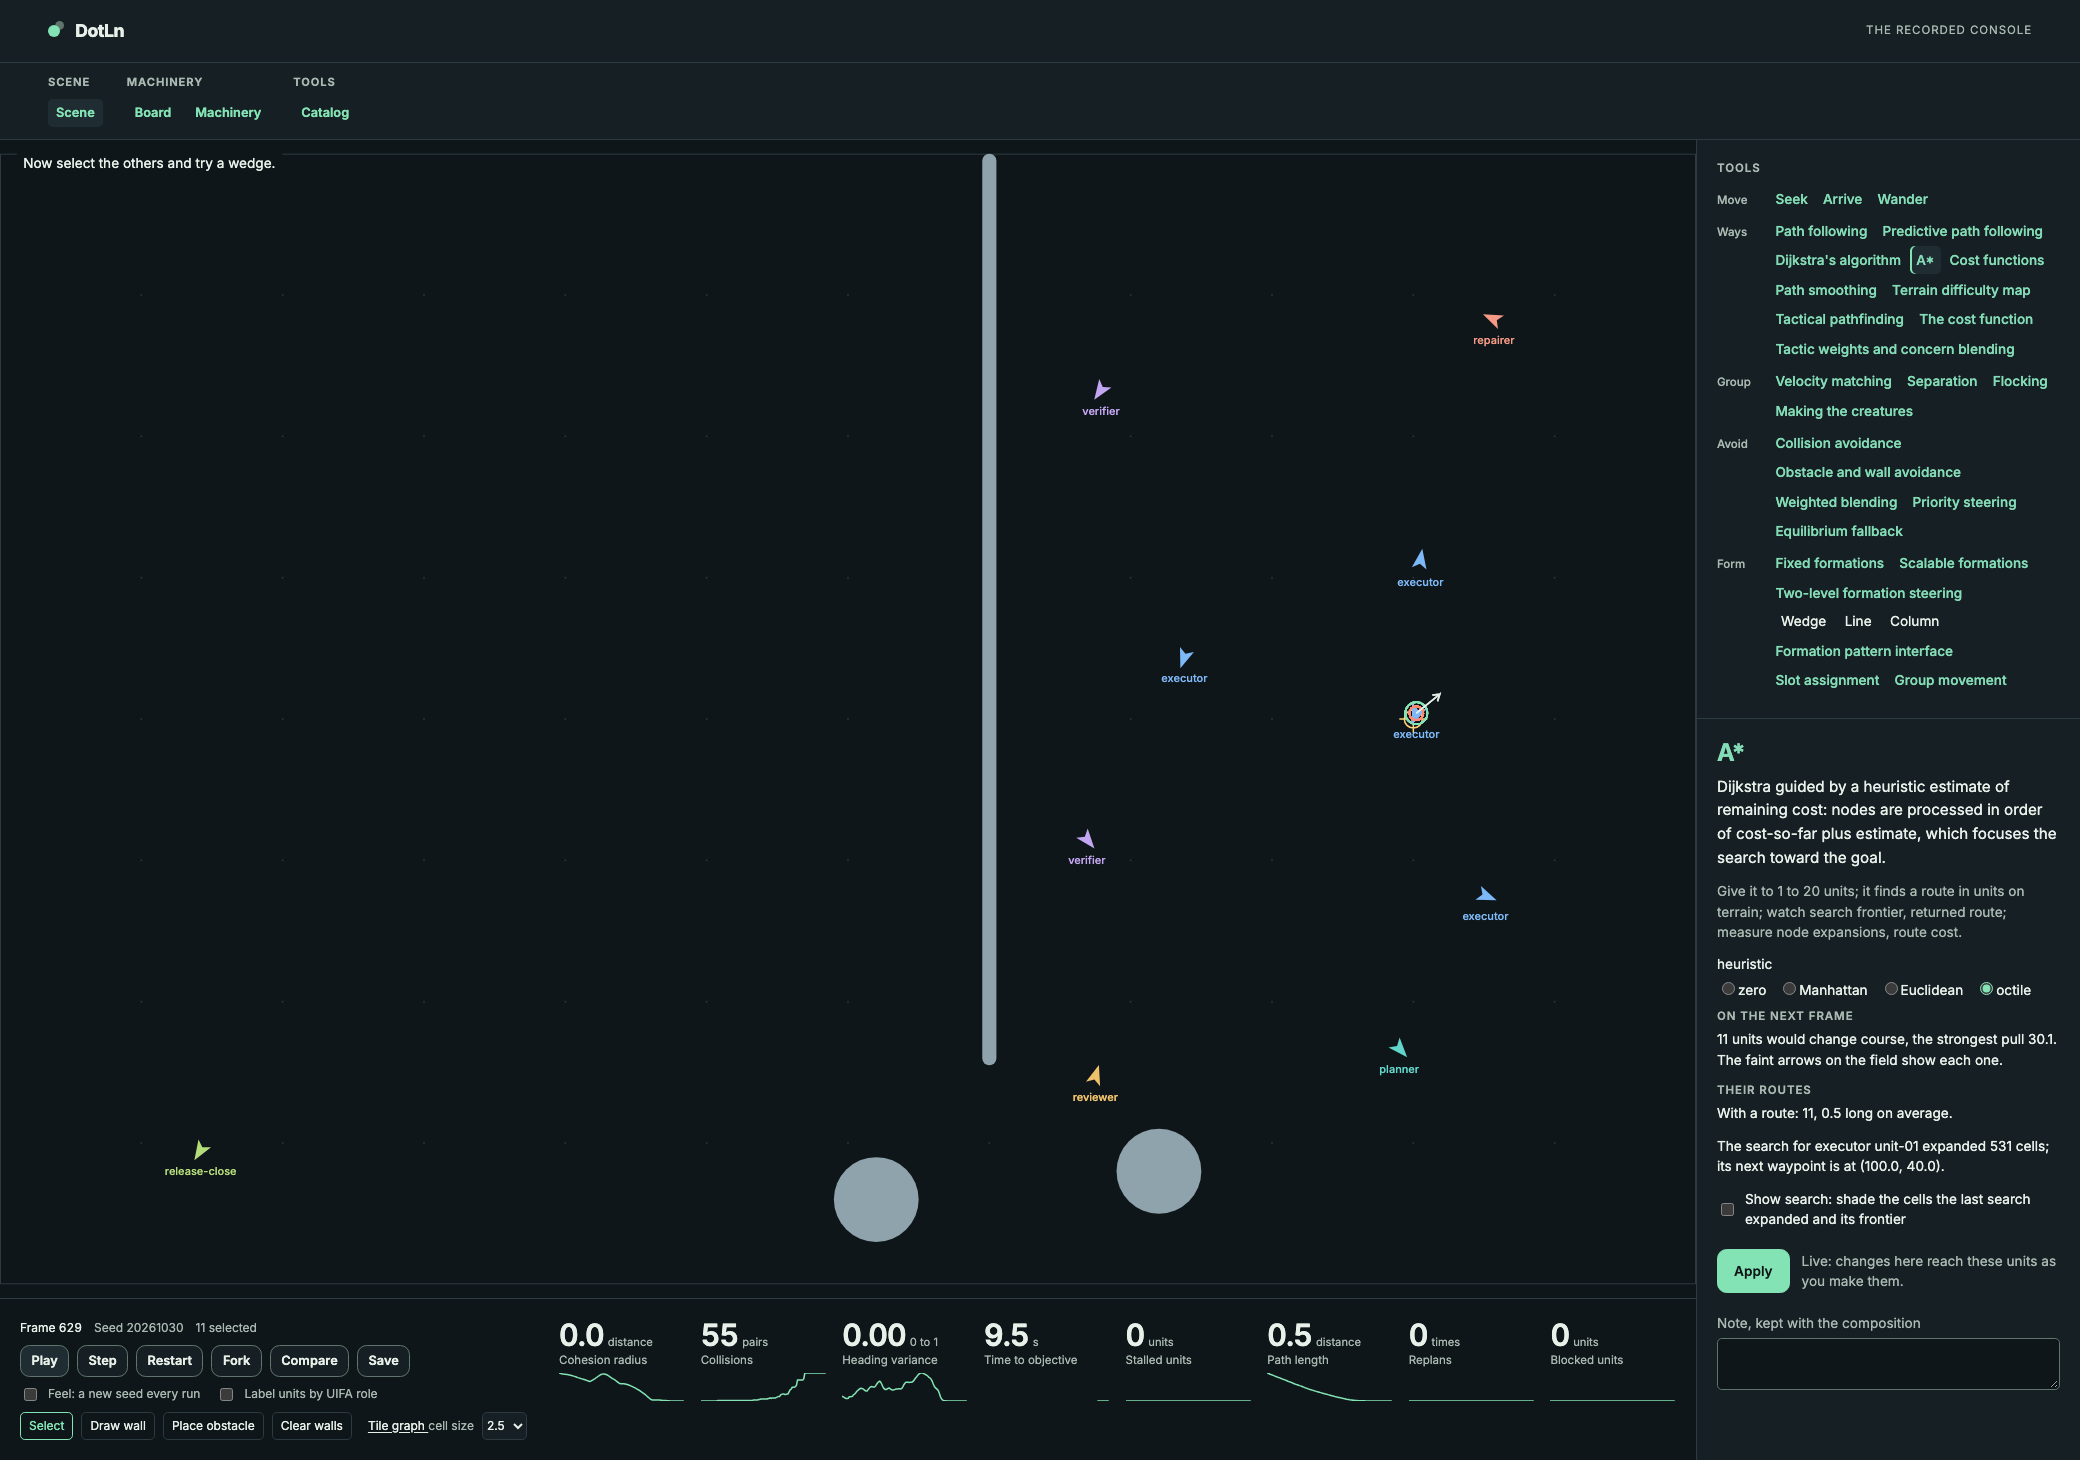 DotLn
THE RECORDED CONSOLE
SCENE MACHINERY TOOLS
Scene Board Machinery Catalog
Now select the others and try a wedge.
repairer
verifier
executor
executor
executor
verifier
executor
planner
reviewer
release-close
TOOLS
Move Seek Arrive Wander
Ways Path following Predictive path following
Dijkstra's algorithm A* Cost functions
Path smoothing Terrain difficulty map
Tactical pathfinding The cost function
Tactic weights and concern blending
Group Velocity matching Separation Flocking
Making the creatures
Avoid Collision avoidance
Obstacle and wall avoidance
Weighted blending Priority steering
Equilibrium fallback
Form Fixed formations Scalable formations
Two-level formation steering
Wedge Line Column
Formation pattern interface
Slot assignment Group movement
A*
Dijkstra guided by a heuristic estimate of
remaining cost: nodes are processed in order
of cost-so-far plus estimate, which focuses the
search toward the goal.
Give it to 1 to 20 units; it finds a route in units on
terrain; watch search frontier, returned route;
measure node expansions, route cost.
heuristic
zero Manhattan Euclidean octile
ON THE NEXT FRAME
11 units would change course, the strongest pull 30.1.
The faint arrows on the field show each one.
THEIR ROUTES
With a route: 11, 0.5 long on average.
The search for executor unit-01 expanded 531 cells;
its next waypoint is at (100.0, 40.0).
Show search: shade the cells the last search
expanded and its frontier
Apply
Live: changes here reach these units as
you make them.
Note, kept with the composition
Frame 629 Seed 20261030 11 selected
Play Step Restart Fork Compare Save
Feel: a new seed every run Label units by UIFA role
Select Draw wall Place obstacle Clear walls Tile graph cell size 2.5
0.0 distance
Cohesion radius
55 pairs
Collisions
0.00 0 to 1
Heading variance
9.5 s
Time to objective
0 units
Stalled units
0.5 distance
Path length
0 times
Replans
0 units
Blocked units